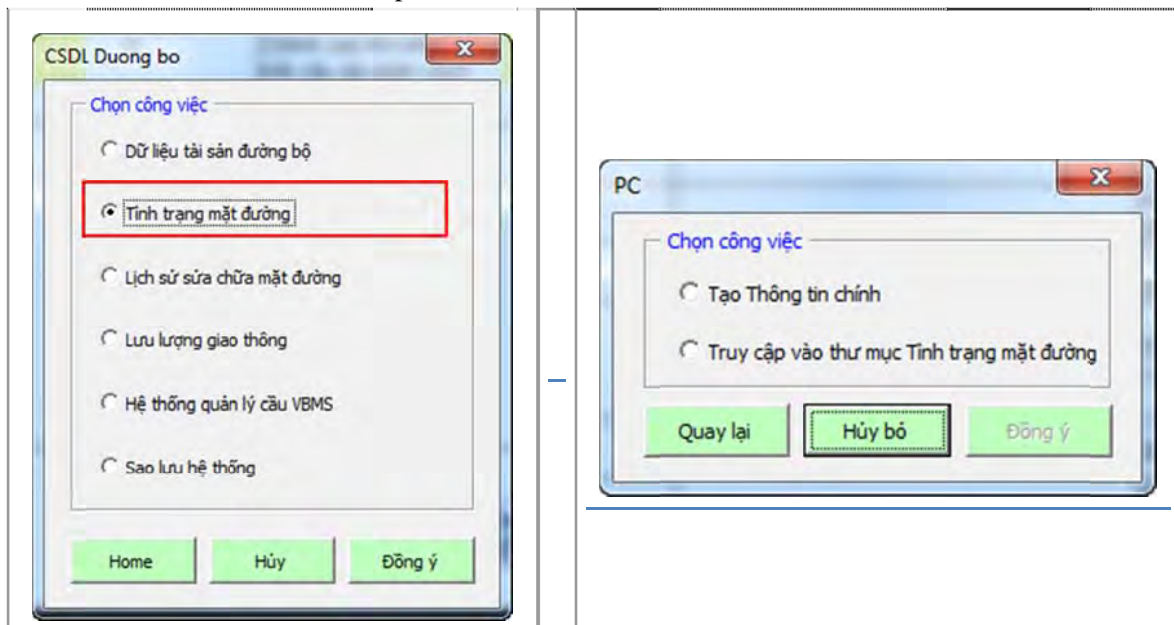 CSDL Duong bo
Chọn công việc
Dữ liệu tài sản đường bộ
Tình trạng mặt đường
Lịch sử sửa chữa mặt đường
Lưu lượng giao thông
Hệ thống quản lý cầu VBMS
Sao lưu hệ thống
Home
Hủy
Đồng ý
PC
Chọn công việc
Tạo Thông tin chính
Truy cập vào thư mục Tình trạng mặt đường
Quay lại
Hủy bỏ
Đồng ý